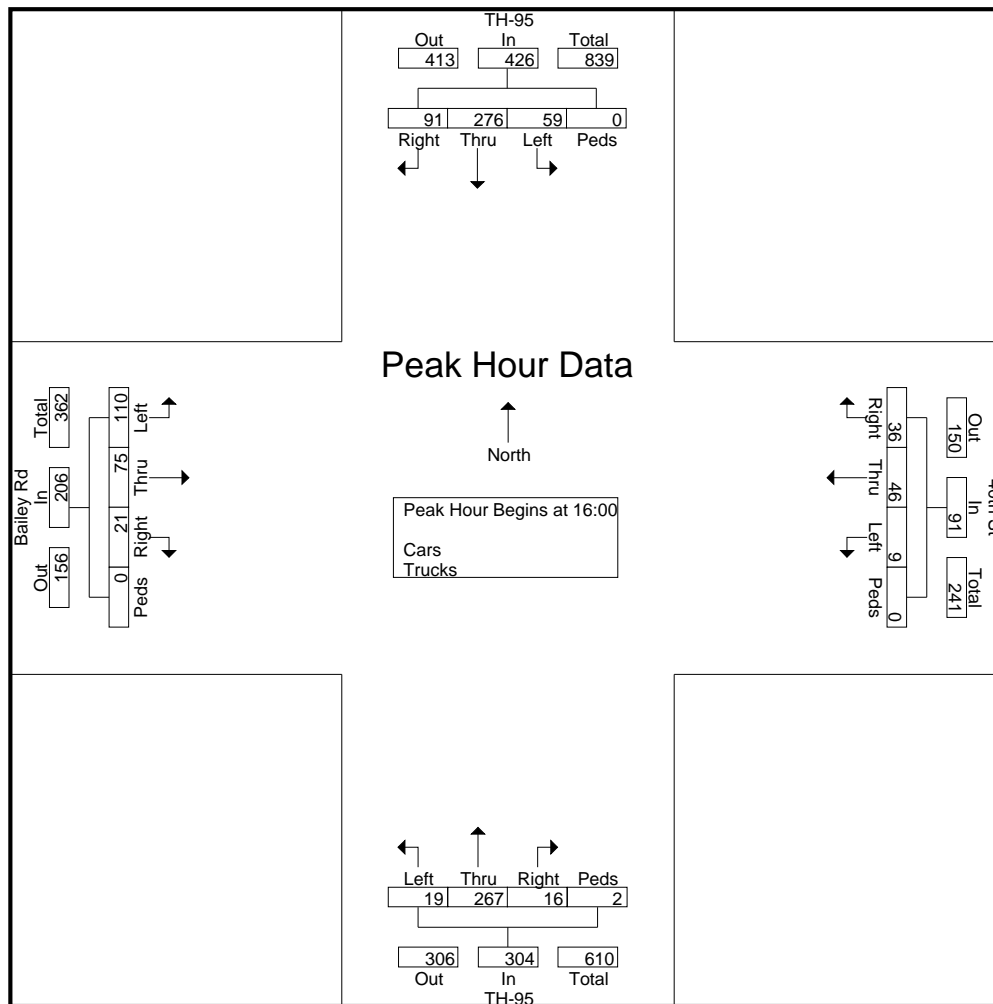 TH-95
Out In Total
413 426 839
91 276 59 0
Right Thru Left Peds
Peak Hour Data
North
Peak Hour Begins at 16:00
Cars
Trucks
Bailey Rd
Total In Out
362 206 156
110 75 21 0
Left Thru Right Peds
Out In Total
150 91 241
36 46 9 0
Right Thru Left Peds
Left Thru Right Peds
19 267 16 2
306 304 610
Out In Total
TH-95